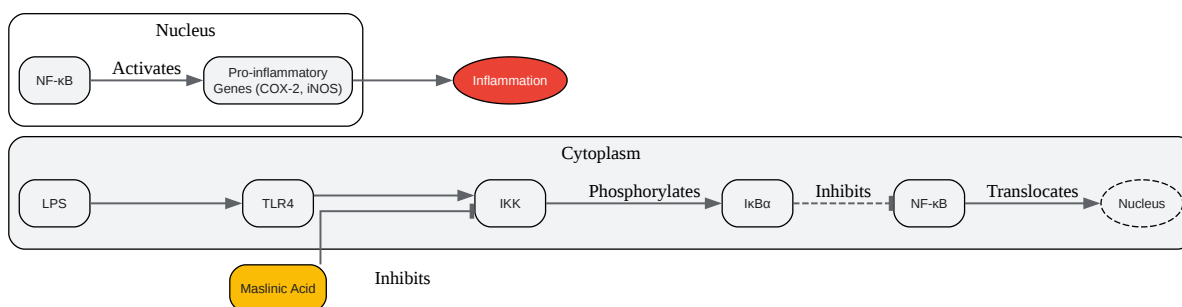 Nucleus
NF-κB
Activates
Pro-inflammatory
Genes (COX-2, iNOS)
Inflammation
Cytoplasm
LPS
TLR4
IKK
Phosphorylates
IκBα
Inhibits
NF-κB
Translocates
Nucleus
Maslinic Acid
Inhibits